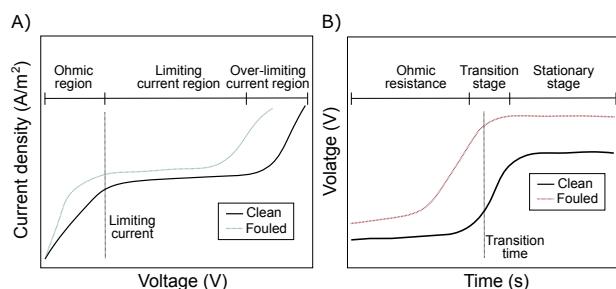 A)
Current density (A/m²)
Ohmic
region
Limiting
current region
Over-limiting
current region
Limiting
current
Clean
Fouled
Voltage (V)
B)
Volatge (V)
Ohmic
resistance
Transition
stage
Stationary
stage
Clean
Fouled
Transition
time
Time (s)